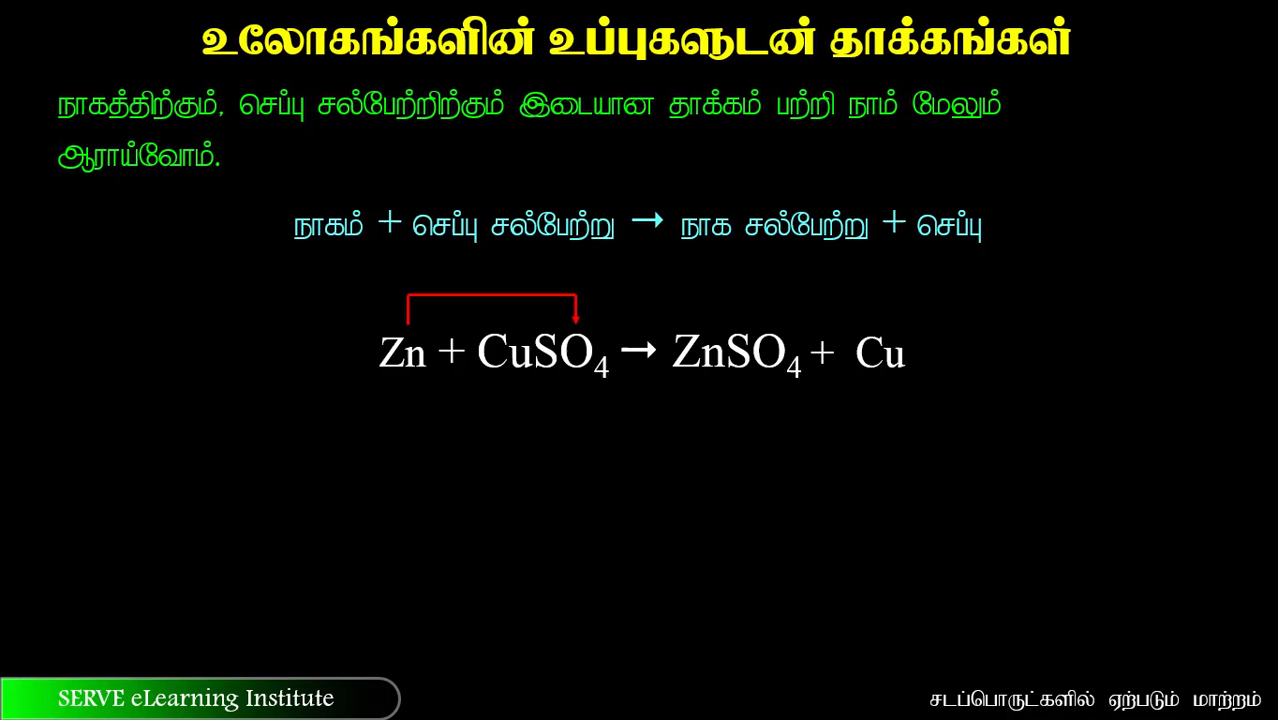 உலோகங்களின் உப்புகளுடன் தாக்கங்கள்
நாகத்திற்கும், செப்பு சல்பேற்றிற்கும் இடையான தாக்கம் பற்றி நாம் மேலும்
ஆராய்வோம்.
நாகம் + செப்பு சல்பேற்று → நாக சல்பேற்று + செப்பு
Zn + CuSO₄ → ZnSO₄ + Cu
SERVE eLearning Institute
சடப்பொருட்களில் ஏற்படும் மாற்றம்